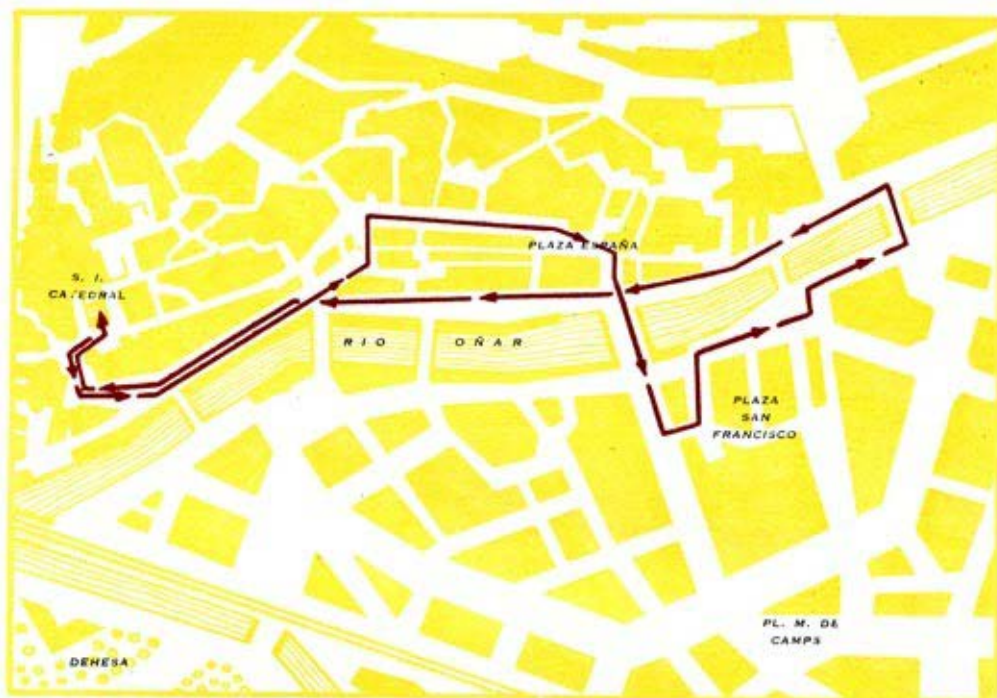 PLAZA ESPAÑA
S. I.
CATEDRAL
RIO OÑAR
PLAZA
SAN
FRANCISCO
PL. M. DE
CAMPS
DEHESA